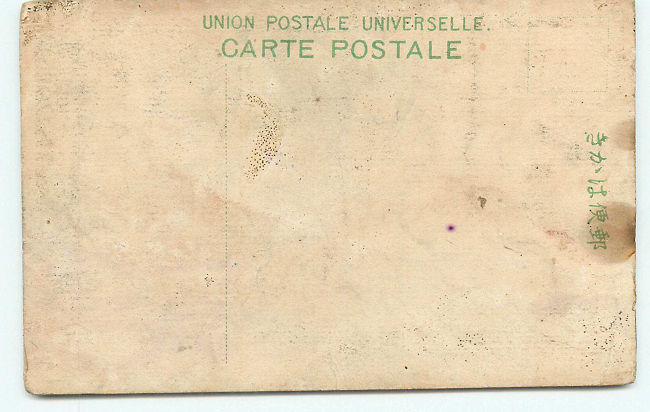 UNION POSTALE UNIVERSELLE.
CARTE POSTALE
郵便はかき